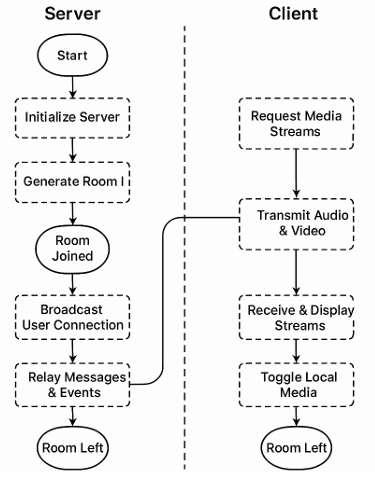 Server
Client
Start
Initialize Server
Generate Room I
Room
Joined
Broadcast
User Connection
Relay Messages
& Events
Room Left
Request Media
Streams
Transmit Audio
& Video
Receive & Display
Streams
Toggle Local
Media
Room Left